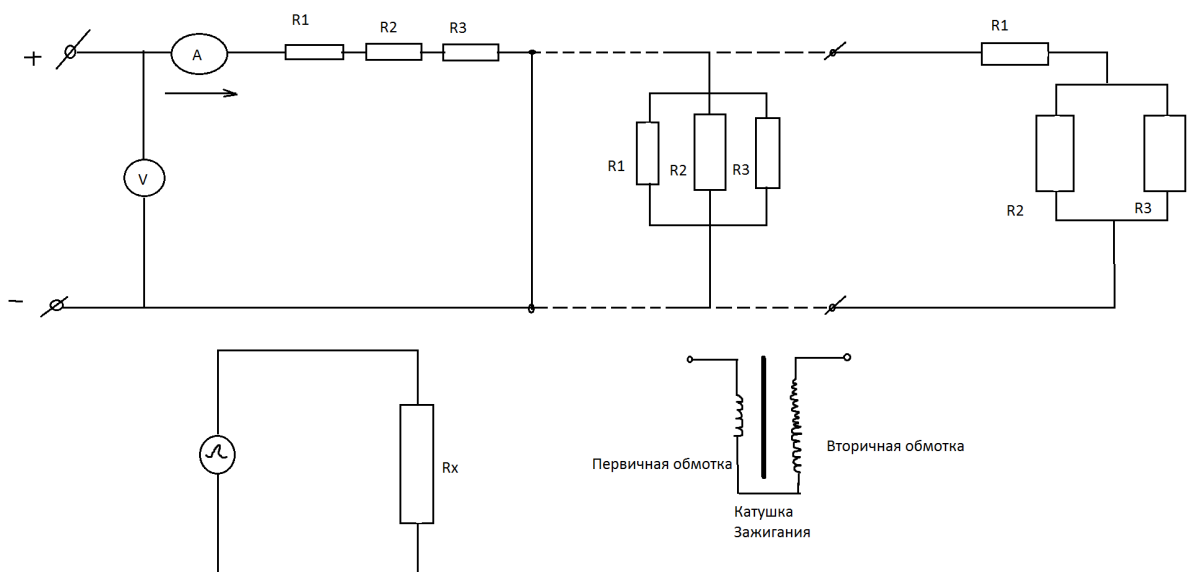 R1
R2
R3
R1
+
A
V
R1
R2
R3
R2
R3
-
Rx
Первичная обмотка
Вторичная обмотка
Катушка
Зажигания